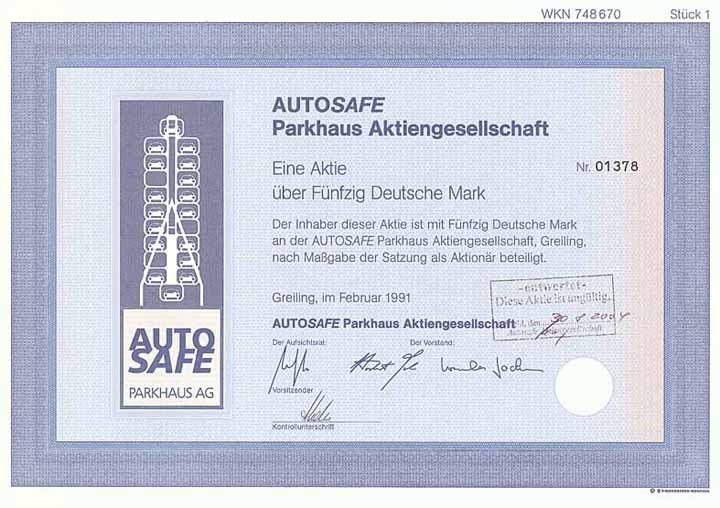 WKN 748 670 Stück 1
AUTOSAFE
Parkhaus Aktiengesellschaft
Eine Aktie Nr. 01378
über Fünfzig Deutsche Mark
Der Inhaber dieser Aktie ist mit Fünfzig Deutsche Mark
an der AUTOSAFE Parkhaus Aktiengesellschaft, Greiling,
nach Maßgabe der Satzung als Aktionär beteiligt.
Greiling, im Februar 1991
-entwertet-
Diese Aktie ist ungültig.
AUTOSAFE Parkhaus Aktiengesellschaft
Der Aufsichtsrat: Der Vorstand:
Vorsitzender
Kontrollunterschrift
AUTO
SAFE
PARKHAUS AG